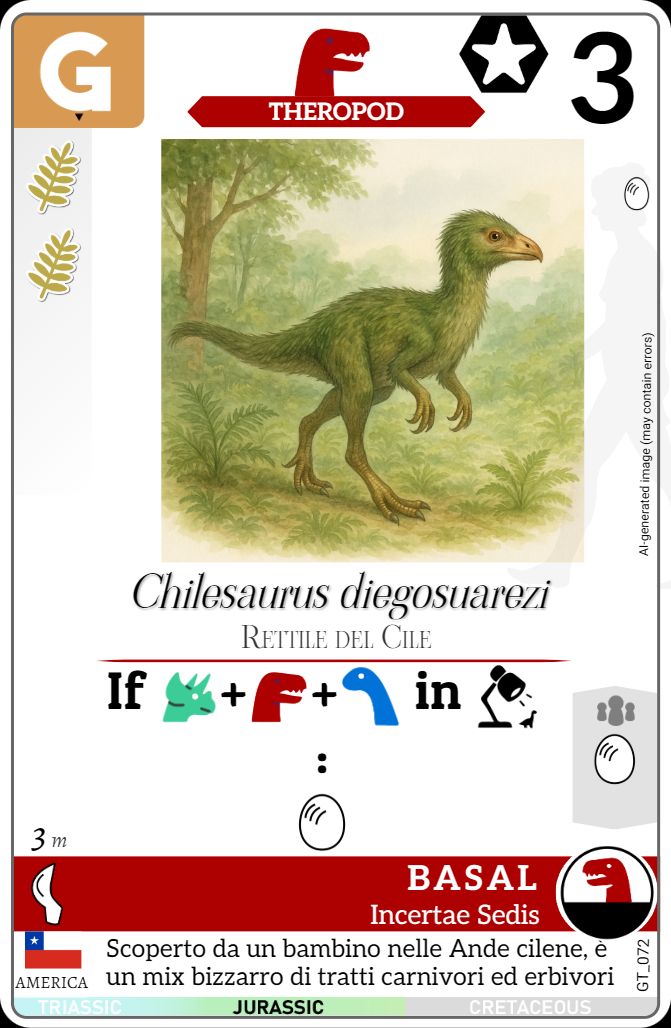 G
THEROPOD
3
AI-generated image (may contain errors)
Chilesaurus diegosuarezi
Rettile del Cile
If + + in
:
3 m
BASAL
Incertae Sedis
AMERICA
Scoperto da un bambino nelle Ande cilene, è
un mix bizzarro di tratti carnivori ed erbivori
GT_072
TRIASSIC JURASSIC CRETACEOUS